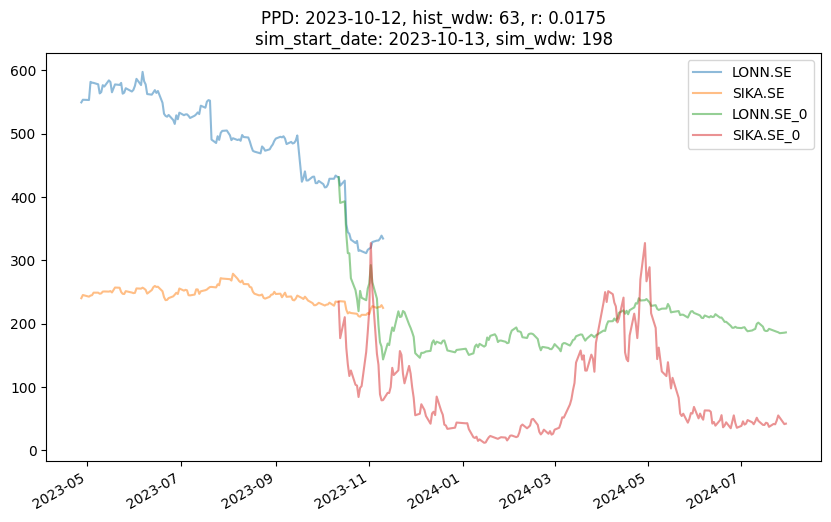 PPD: 2023-10-12, hist_wdw: 63, r: 0.0175
sim_start_date: 2023-10-13, sim_wdw: 198
LONN.SE
SIKA.SE
LONN.SE_0
SIKA.SE_0
600
500
400
300
200
100
0
2023-05
2023-07
2023-09
2023-11
2024-01
2024-03
2024-05
2024-07